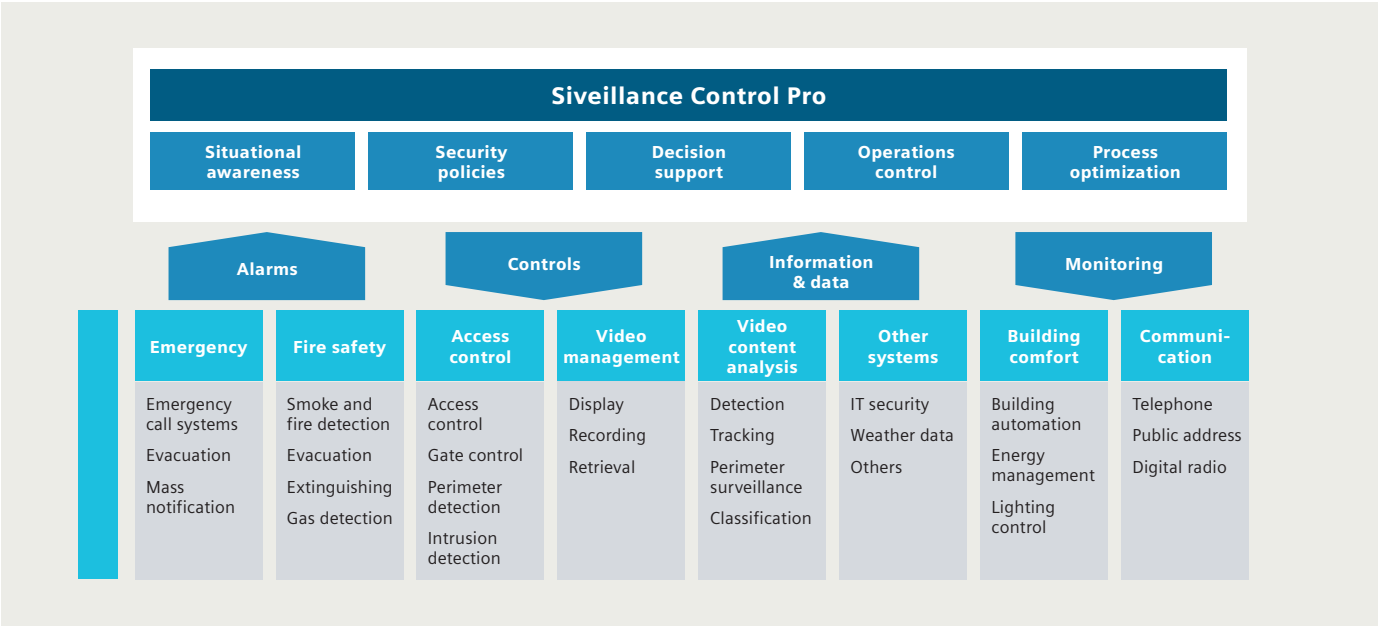 Siveillance Control Pro
Situational
awareness
Security
policies
Decision
support
Operations
control
Process
optimization
Alarms
Controls
Information
& data
Monitoring
Emergency
Emergency
call systems
Evacuation
Mass
notification
Fire safety
Smoke and
fire detection
Evacuation
Extinguishing
Gas detection
Access
control
Access
control
Gate control
Perimeter
detection
Intrusion
detection
Video
management
Display
Recording
Retrieval
Video
content
analysis
Detection
Tracking
Perimeter
surveillance
Classification
Other
systems
IT security
Weather data
Others
Building
comfort
Building
automation
Energy
management
Lighting
control
Communi-
cation
Telephone
Public address
Digital radio